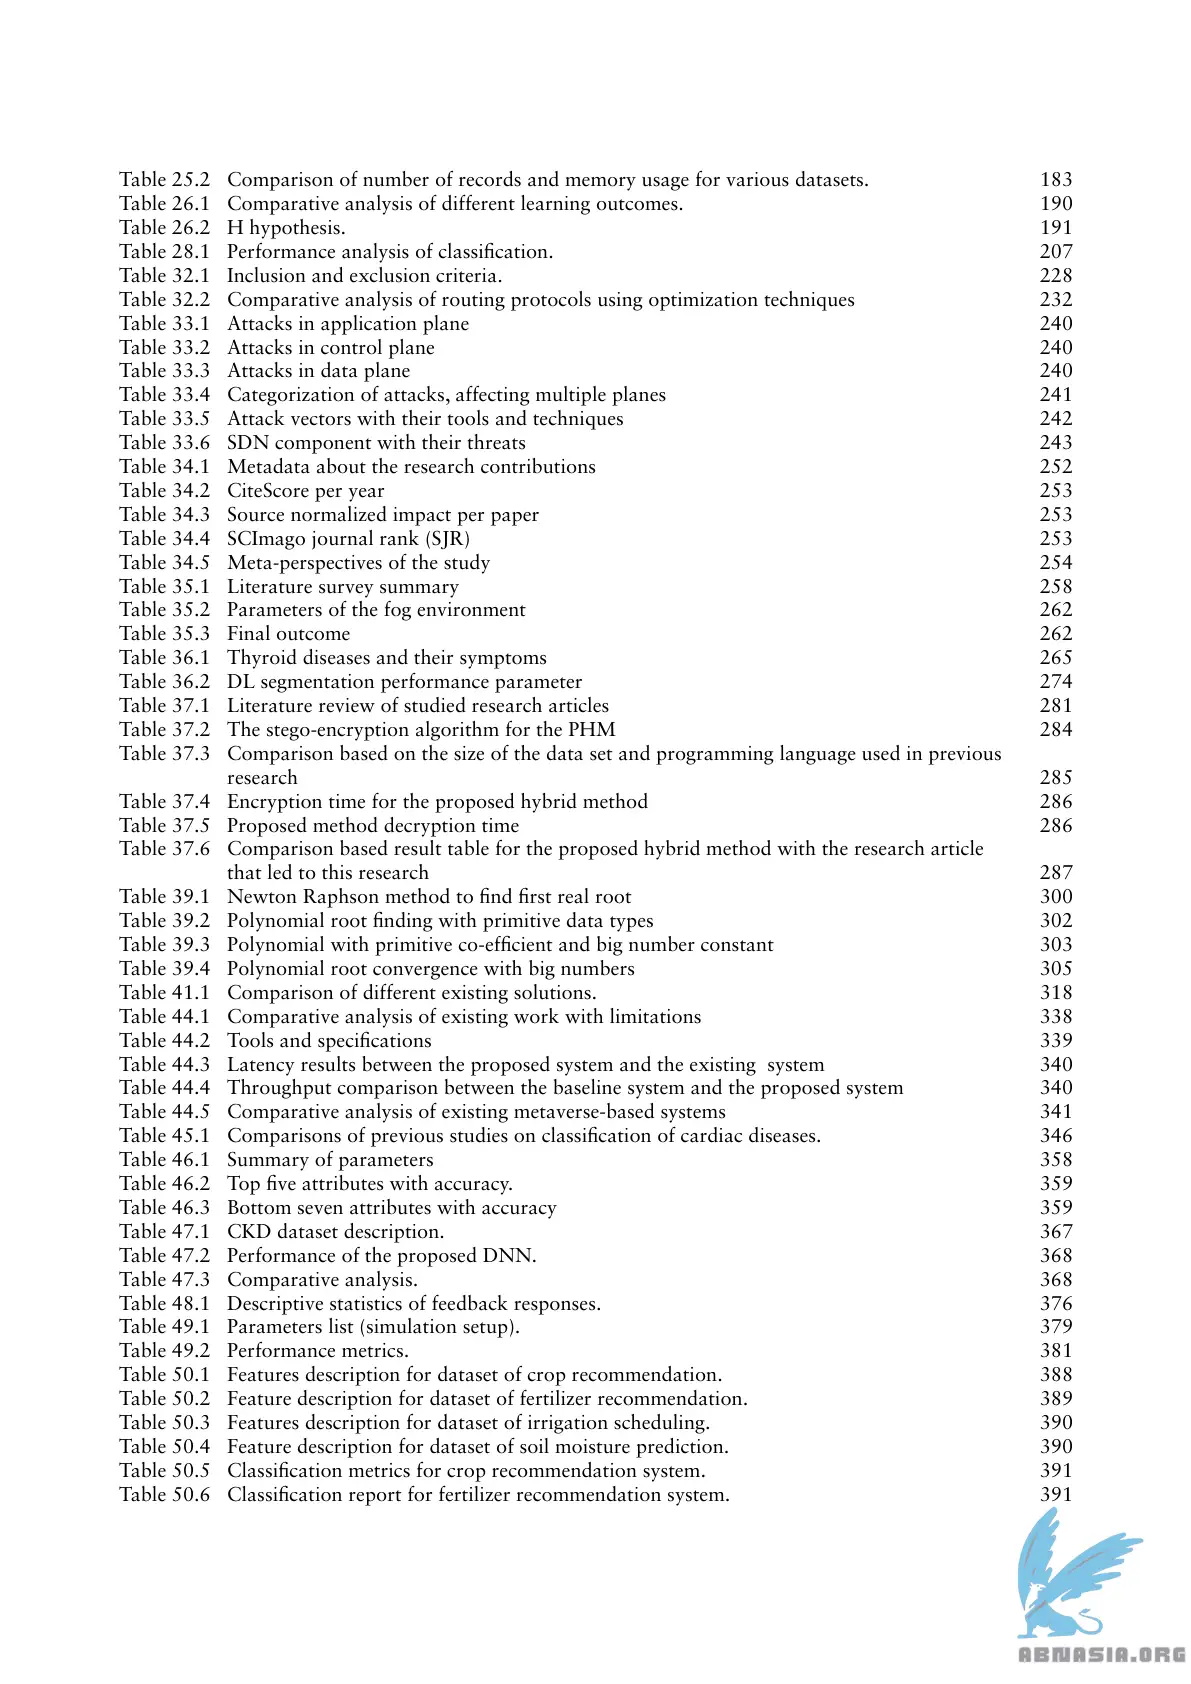 Table 25.2 Comparison of number of records and memory usage for various datasets. 183
Table 26.1 Comparative analysis of different learning outcomes. 190
Table 26.2 H hypothesis. 191
Table 28.1 Performance analysis of classification. 207
Table 32.1 Inclusion and exclusion criteria. 228
Table 32.2 Comparative analysis of routing protocols using optimization techniques 232
Table 33.1 Attacks in application plane 240
Table 33.2 Attacks in control plane 240
Table 33.3 Attacks in data plane 240
Table 33.4 Categorization of attacks, affecting multiple planes 241
Table 33.5 Attack vectors with their tools and techniques 242
Table 33.6 SDN component with their threats 243
Table 34.1 Metadata about the research contributions 252
Table 34.2 CiteScore per year 253
Table 34.3 Source normalized impact per paper 253
Table 34.4 SCImago journal rank (SJR) 253
Table 34.5 Meta-perspectives of the study 254
Table 35.1 Literature survey summary 258
Table 35.2 Parameters of the fog environment 262
Table 35.3 Final outcome 262
Table 36.1 Thyroid diseases and their symptoms 265
Table 36.2 DL segmentation performance parameter 274
Table 37.1 Literature review of studied research articles 281
Table 37.2 The stego-encryption algorithm for the PHM 284
Table 37.3 Comparison based on the size of the data set and programming language used in previous
research 285
Table 37.4 Encryption time for the proposed hybrid method 286
Table 37.5 Proposed method decryption time 286
Table 37.6 Comparison based result table for the proposed hybrid method with the research article
that led to this research 287
Table 39.1 Newton Raphson method to find first real root 300
Table 39.2 Polynomial root finding with primitive data types 302
Table 39.3 Polynomial with primitive co-efficient and big number constant 303
Table 39.4 Polynomial root convergence with big numbers 305
Table 41.1 Comparison of different existing solutions. 318
Table 44.1 Comparative analysis of existing work with limitations 338
Table 44.2 Tools and specifications 339
Table 44.3 Latency results between the proposed system and the existing system 340
Table 44.4 Throughput comparison between the baseline system and the proposed system 340
Table 44.5 Comparative analysis of existing metaverse-based systems 341
Table 45.1 Comparisons of previous studies on classification of cardiac diseases. 346
Table 46.1 Summary of parameters 358
Table 46.2 Top five attributes with accuracy. 359
Table 46.3 Bottom seven attributes with accuracy 359
Table 47.1 CKD dataset description. 367
Table 47.2 Performance of the proposed DNN. 368
Table 47.3 Comparative analysis. 368
Table 48.1 Descriptive statistics of feedback responses. 376
Table 49.1 Parameters list (simulation setup). 379
Table 49.2 Performance metrics. 381
Table 50.1 Features description for dataset of crop recommendation. 388
Table 50.2 Feature description for dataset of fertilizer recommendation. 389
Table 50.3 Features description for dataset of irrigation scheduling. 390
Table 50.4 Feature description for dataset of soil moisture prediction. 390
Table 50.5 Classification metrics for crop recommendation system. 391
Table 50.6 Classification report for fertilizer recommendation system. 391
ABNASIA.ORG